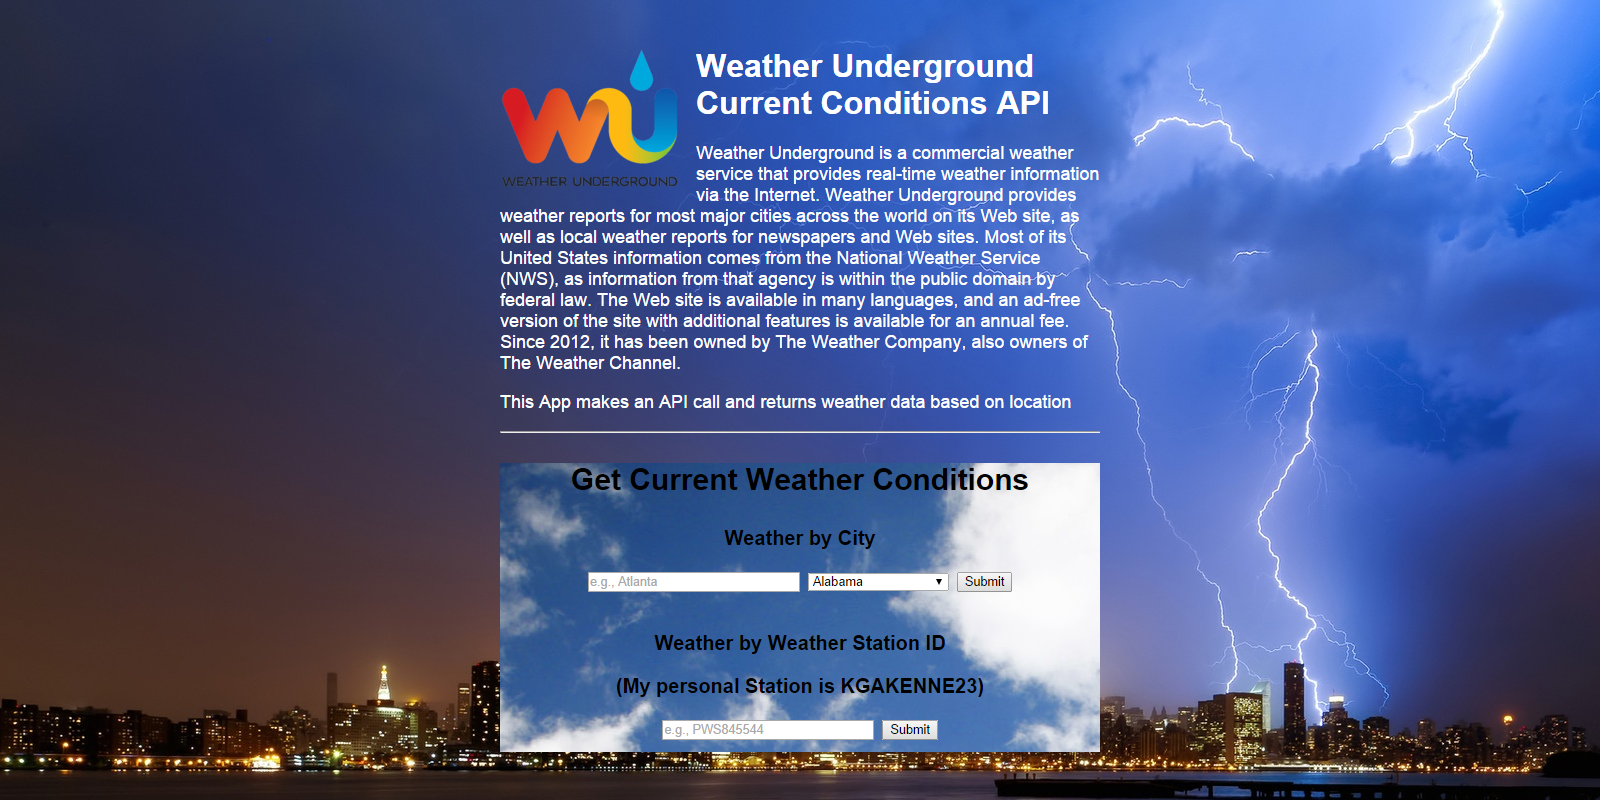 Weather Underground
Current Conditions API
WEATHER UNDERGROUND
Weather Underground is a commercial weather
service that provides real-time weather information
via the Internet. Weather Underground provides
weather reports for most major cities across the world on its Web site, as
well as local weather reports for newspapers and Web sites. Most of its
United States information comes from the National Weather Service
(NWS), as information from that agency is within the public domain by
federal law. The Web site is available in many languages, and an ad-free
version of the site with additional features is available for an annual fee.
Since 2012, it has been owned by The Weather Company, also owners of
The Weather Channel.
This App makes an API call and returns weather data based on location
Get Current Weather Conditions
Weather by City
e.g., Atlanta Alabama Submit
Weather by Weather Station ID
(My personal Station is KGAKENNE23)
e.g., PWS845544 Submit